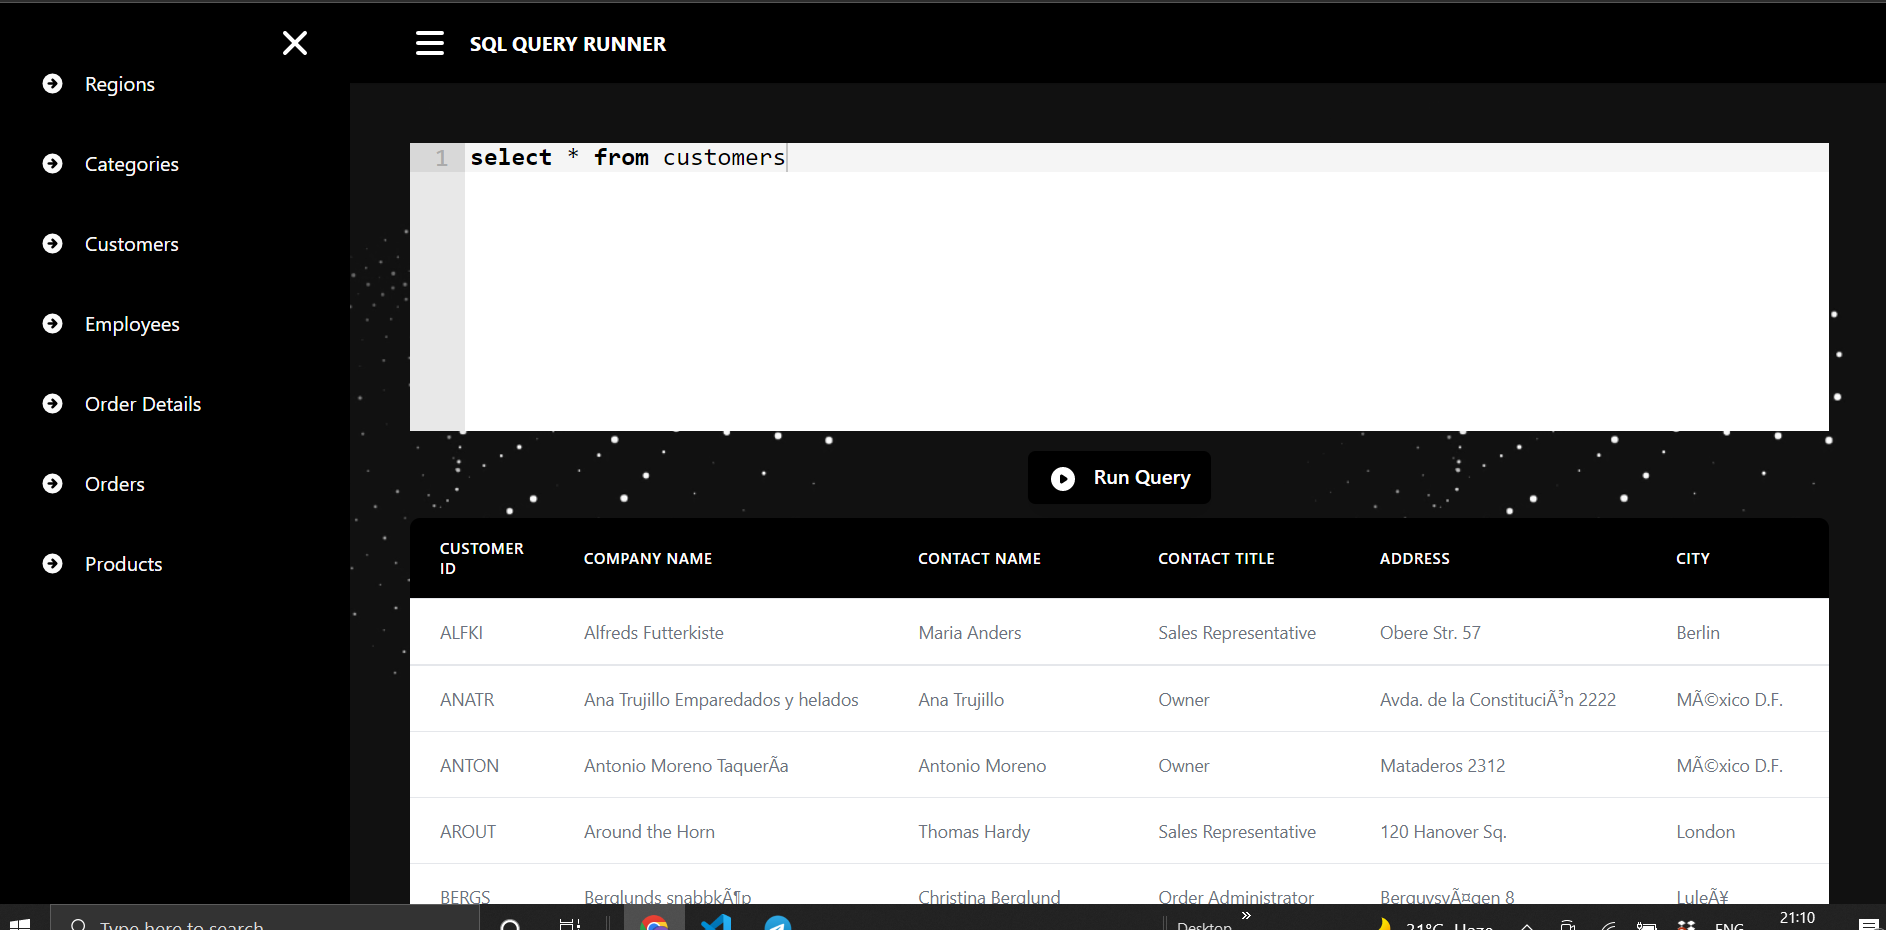 SQL QUERY RUNNER
Regions
Categories
Customers
Employees
Order Details
Orders
Products
1 select * from customers
Run Query
CUSTOMER ID COMPANY NAME CONTACT NAME CONTACT TITLE ADDRESS CITY
ALFKI Alfreds Futterkiste Maria Anders Sales Representative Obere Str. 57 Berlin
ANATR Ana Trujillo Emparedados y helados Ana Trujillo Owner Avda. de la ConstituciÃ³n 2222 MÃ©xico D.F.
ANTON Antonio Moreno TaquerÃa Antonio Moreno Owner Mataderos 2312 MÃ©xico D.F.
AROUT Around the Horn Thomas Hardy Sales Representative 120 Hanover Sq. London
BERGS Berglunds snabbkÃ¶p Christina Berglund Order Administrator BerguvsvÃ¤gen 8 LuleÃ¥
Type here to search Desktop » 21°C Haze ENG 21:10